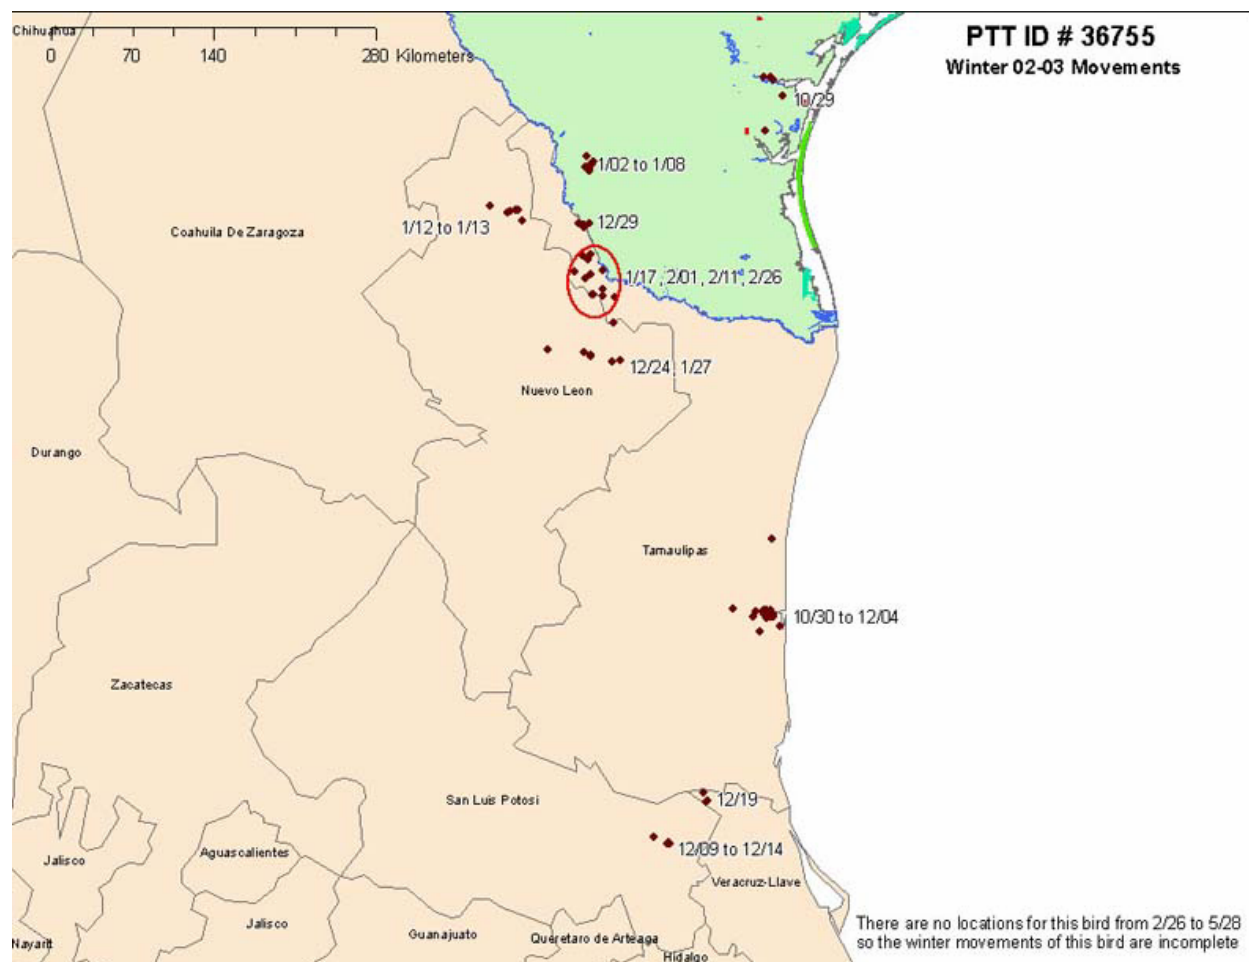 Chihuahua
0 70 140 280 Kilometers
PTT ID # 36755
Winter 02-03 Movements
10/29
1/02 to 1/08
1/12 to 1/13
12/29
Coahuila De Zaragoza
1/17, 2/01, 2/11, 2/26
12/24, 1/27
Nuevo Leon
Durango
Tamaulipas
10/30 to 12/04
Zacatecas
San Luis Potosi
12/19
Jalisco
Aguascalientes
12/09 to 12/14
Veracruz-Llave
Jalisco
Guanajuato
Queretaro de Arteaga
Nayarit
Hidalgo
There are no locations for this bird from 2/26 to 5/28
so the winter movements of this bird are incomplete